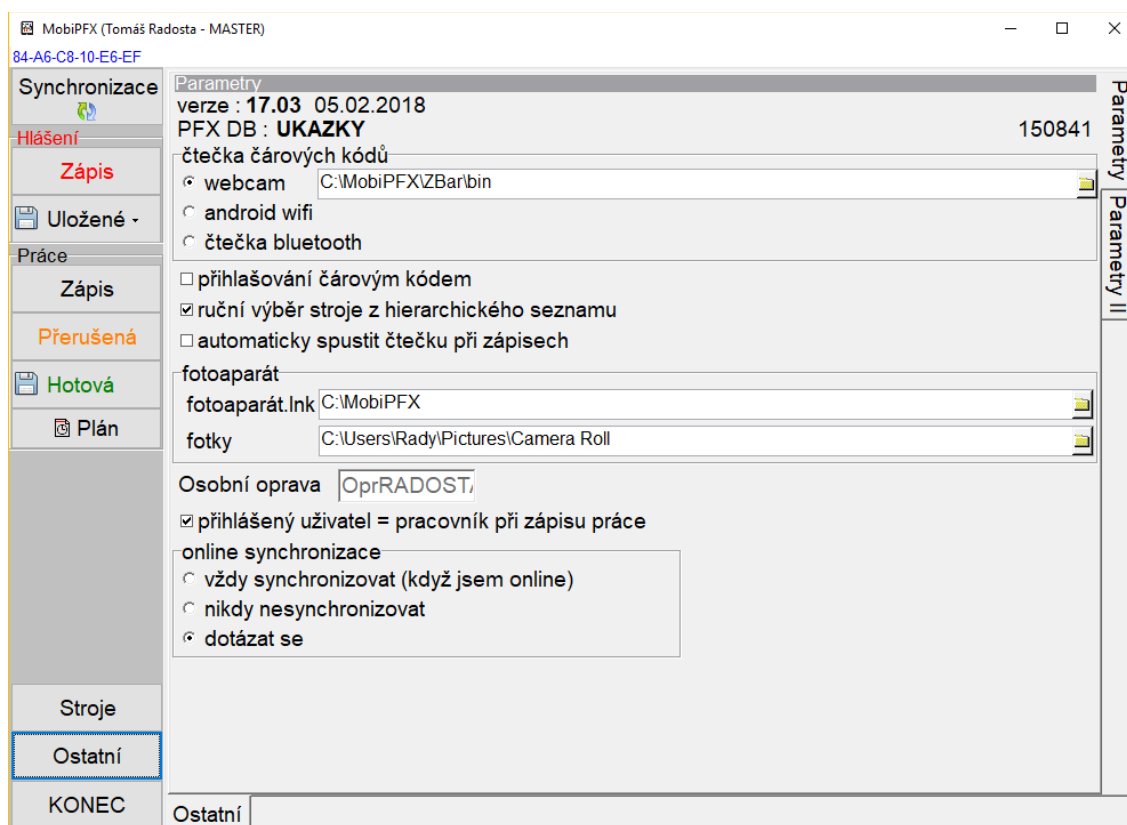 MobiPFX (Tomáš Radosta - MASTER)
84-A6-C8-10-E6-EF
Synchronizace
Hlášení
Zápis
Uložené
Práce
Zápis
Přerušená
Hotová
Plán
Stroje
Ostatní
KONEC
Parametry
verze : 17.03 05.02.2018
PFX DB : UKAZKY 150841
čtečka čárových kódů
webcam C:\MobiPFX\ZBar\bin
android wifi
čtečka bluetooth
přihlašování čárovým kódem
ruční výběr stroje z hierarchického seznamu
automaticky spustit čtečku při zápisech
fotoaparát
fotoaparát.lnk C:\MobiPFX
fotky C:\Users\Rady\Pictures\Camera Roll
Osobní oprava OprRADOSTA
přihlášený uživatel = pracovník při zápisu práce
online synchronizace
vždy synchronizovat (když jsem online)
nikdy nesynchronizovat
dotázat se
Ostatní
Parametry
Parametry II